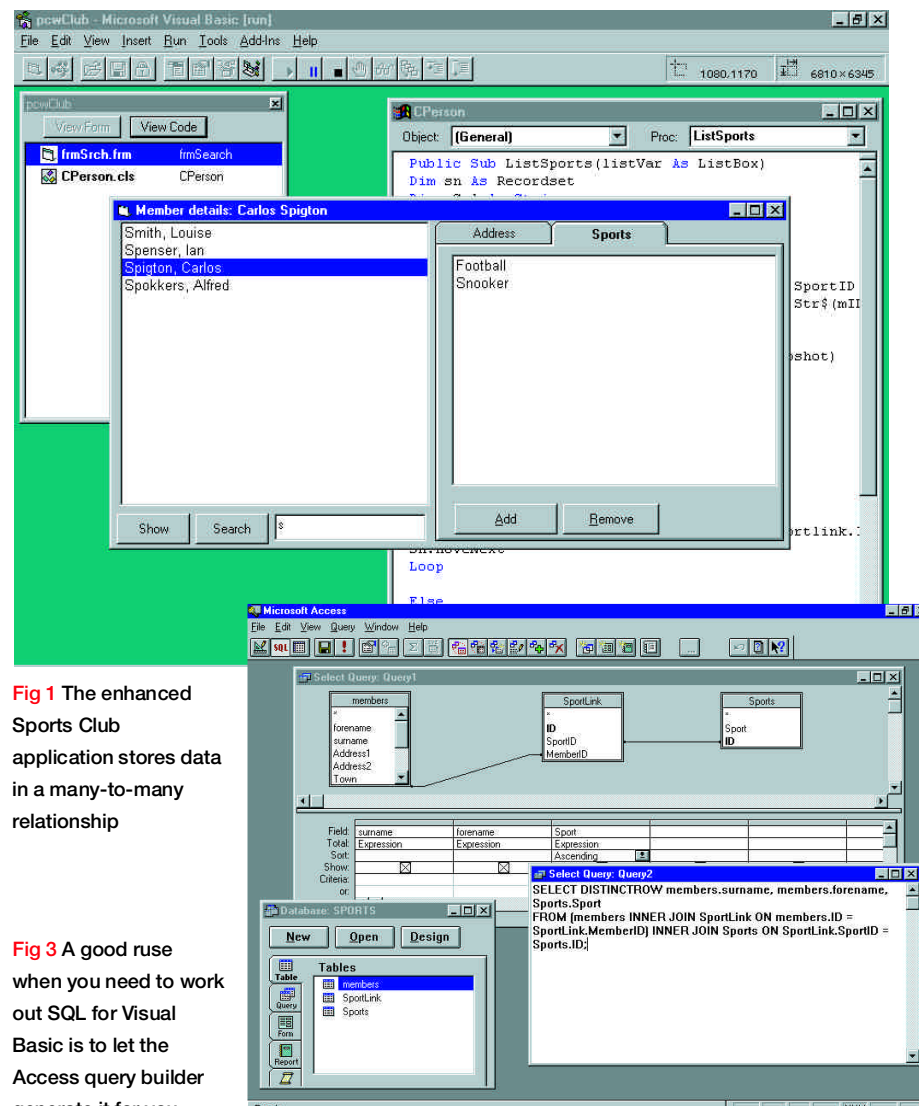 pcwClub - Microsoft Visual Basic [run]
File Edit View Insert Run Tools Add-Ins Help
1080,1170 6810×6345
pcwClub
View Form View Code
frmSrch.frm frmSearch
CPerson.cls CPerson
CPerson
Object: (General) Proc: ListSports
Public Sub ListSports(listVar As ListBox)
Dim sn As Recordset
SportID
Str$(mII
pshot)
ortlink.I
sn.MoveNext
Loop
Else
Member details: Carlos Spigton
Smith, Louise
Spenser, Ian
Spigton, Carlos
Spokkers, Alfred
Address Sports
Football
Snooker
Add Remove
Show Search s
Microsoft Access
File Edit View Query Window Help
SQL
Select Query: Query1
members
*
forename
surname
Address1
Address2
Town
SportLink
*
ID
SportID
MemberID
Sports
*
Sport
ID
Field: surname forename Sport
Total: Expression Expression Expression
Sort: Ascending
Show:
Criteria:
or:
Select Query: Query2
SELECT DISTINCTROW members.surname, members.forename,
Sports.Sport
FROM (members INNER JOIN SportLink ON members.ID =
SportLink.MemberID) INNER JOIN Sports ON SportLink.SportID =
Sports.ID;
Database: SPORTS
New Open Design
Table
Query
Form
Report
Tables
members
SportLink
Sports
Fig 1 The enhanced
Sports Club
application stores data
in a many-to-many
relationship
Fig 3 A good ruse
when you need to work
out SQL for Visual
Basic is to let the
Access query builder
generate it for you